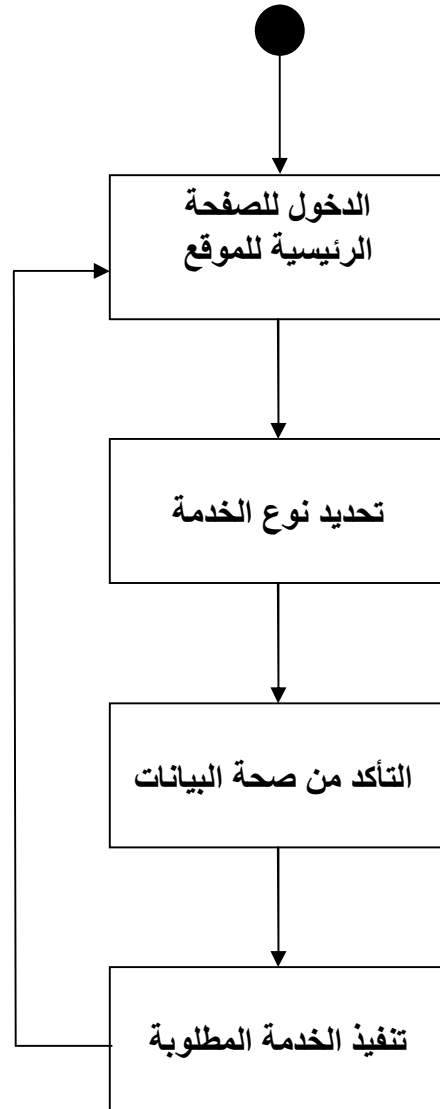 الدخول للصفحة
الرئيسية للموقع
تحديد نوع الخدمة
التأكد من صحة البيانات
تنفيذ الخدمة المطلوبة